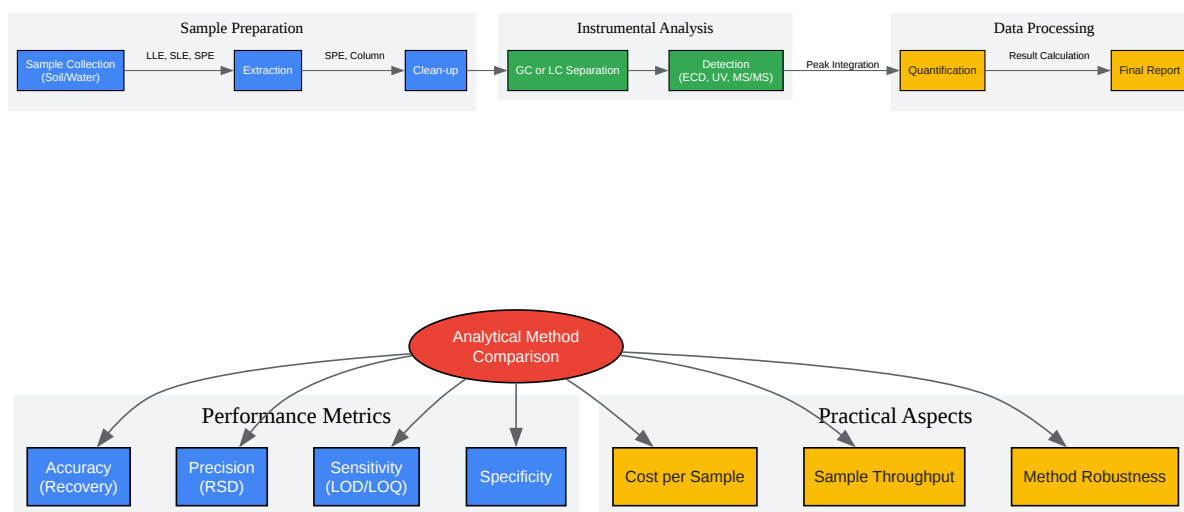 Sample Preparation
Instrumental Analysis
Data Processing
Sample Collection
(Soil/Water)
LLE, SLE, SPE
Extraction
SPE, Column
Clean-up
GC or LC Separation
Detection
(ECD, UV, MS/MS)
Peak Integration
Quantification
Result Calculation
Final Report
Analytical Method
Comparison
Performance Metrics
Practical Aspects
Accuracy
(Recovery)
Precision
(RSD)
Sensitivity
(LOD/LOQ)
Specificity
Cost per Sample
Sample Throughput
Method Robustness